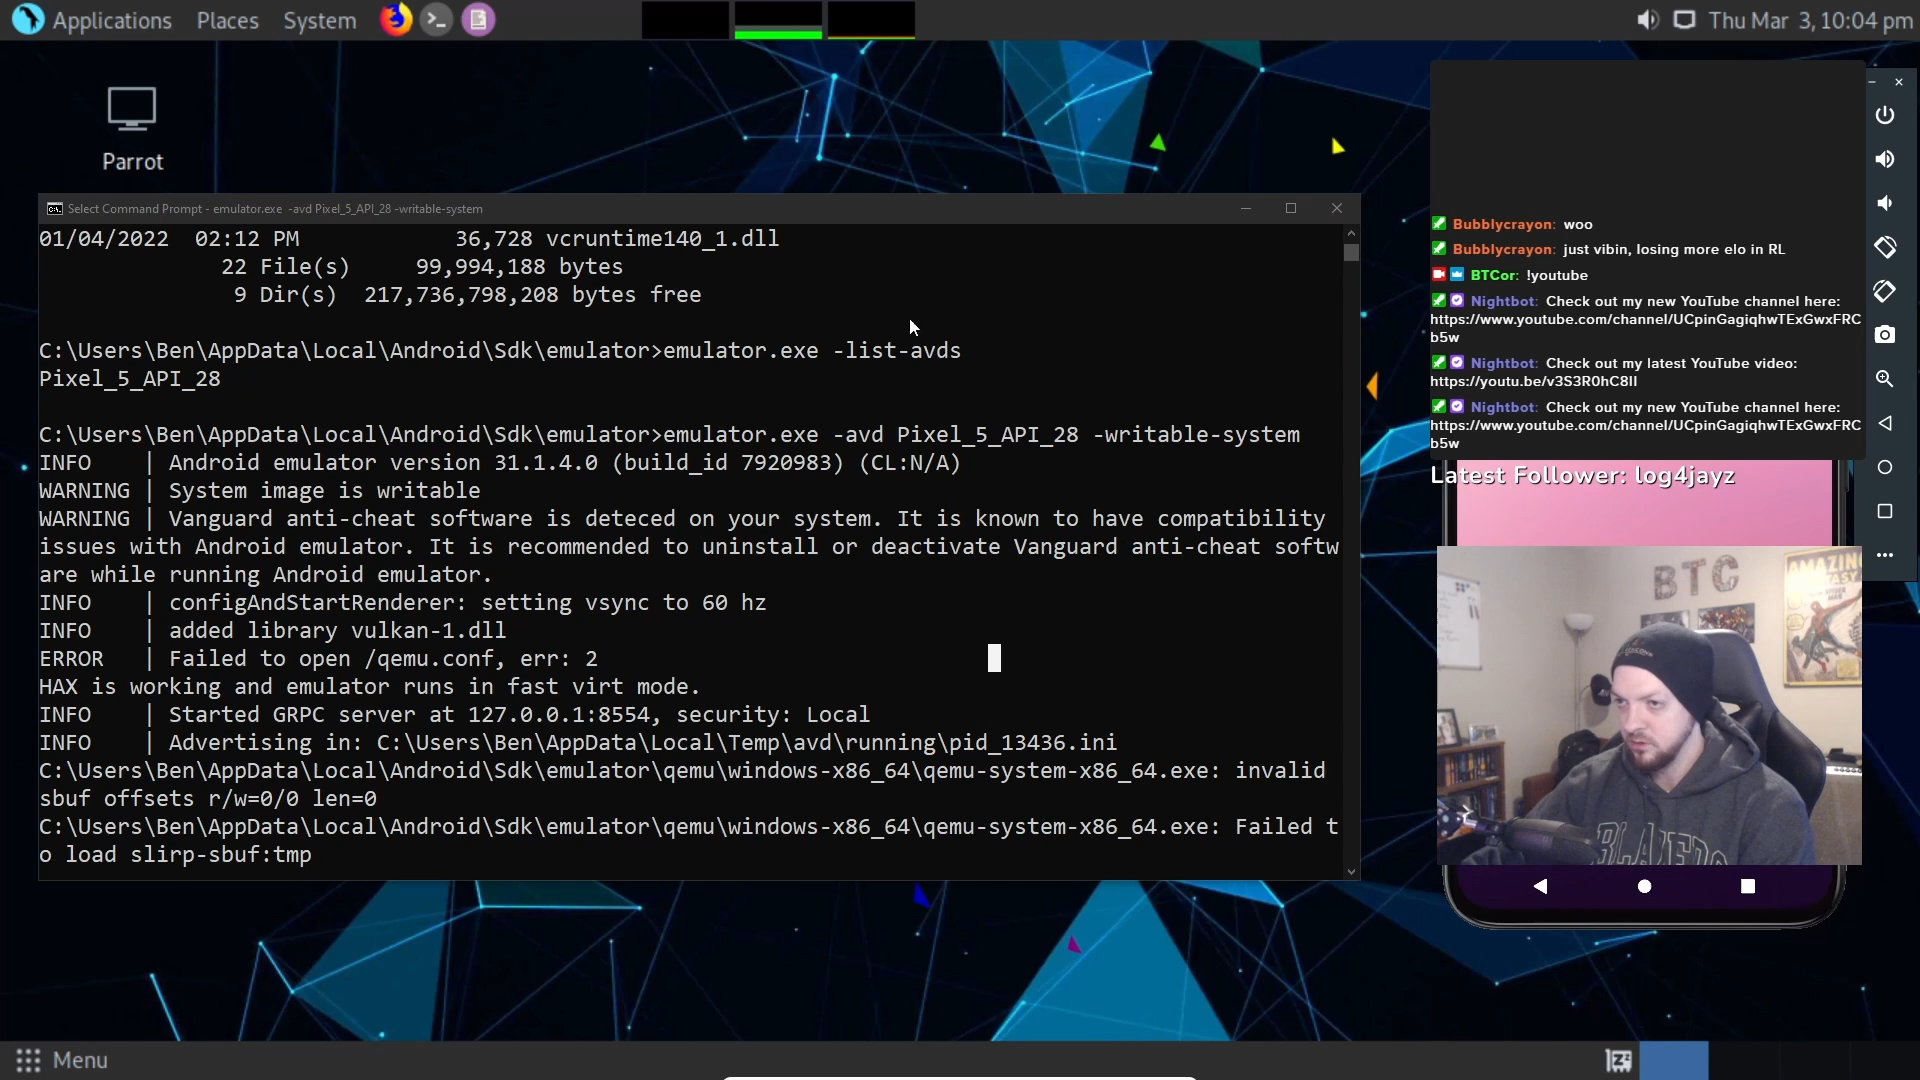 Applications Places System
Thu Mar 3, 10:04 pm
Parrot
Select Command Prompt - emulator.exe -avd Pixel_5_API_28 -writable-system
01/04/2022  02:12 PM            36,728 vcruntime140_1.dll
22 File(s)     99,994,188 bytes
9 Dir(s)  217,736,798,208 bytes free
C:\Users\Ben\AppData\Local\Android\Sdk\emulator>emulator.exe -list-avds
Pixel_5_API_28
C:\Users\Ben\AppData\Local\Android\Sdk\emulator>emulator.exe -avd Pixel_5_API_28 -writable-system
INFO    | Android emulator version 31.1.4.0 (build_id 7920983) (CL:N/A)
WARNING | System image is writable
WARNING | Vanguard anti-cheat software is deteced on your system. It is known to have compatibility
issues with Android emulator. It is recommended to uninstall or deactivate Vanguard anti-cheat softw
are while running Android emulator.
INFO    | configAndStartRenderer: setting vsync to 60 hz
INFO    | added library vulkan-1.dll
ERROR   | Failed to open /qemu.conf, err: 2
HAX is working and emulator runs in fast virt mode.
INFO    | Started GRPC server at 127.0.0.1:8554, security: Local
INFO    | Advertising in: C:\Users\Ben\AppData\Local\Temp\avd\running\pid_13436.ini
C:\Users\Ben\AppData\Local\Android\Sdk\emulator\qemu\windows-x86_64\qemu-system-x86_64.exe: invalid
sbuf offsets r/w=0/0 len=0
C:\Users\Ben\AppData\Local\Android\Sdk\emulator\qemu\windows-x86_64\qemu-system-x86_64.exe: Failed t
o load slirp-sbuf:tmp
Bubblycrayon: woo
Bubblycrayon: just vibin, losing more elo in RL
BTCor: !youtube
Nightbot: Check out my new YouTube channel here:
https://www.youtube.com/channel/UCpinGagiqhwTExGwxFRC
b5w
Nightbot: Check out my latest YouTube video:
https://youtu.be/v3S3R0hC8II
Nightbot: Check out my new YouTube channel here:
https://www.youtube.com/channel/UCpinGagiqhwTExGwxFRC
b5w
Latest Follower: log4jayz
BTC
AMAZING
FANTASY
Menu